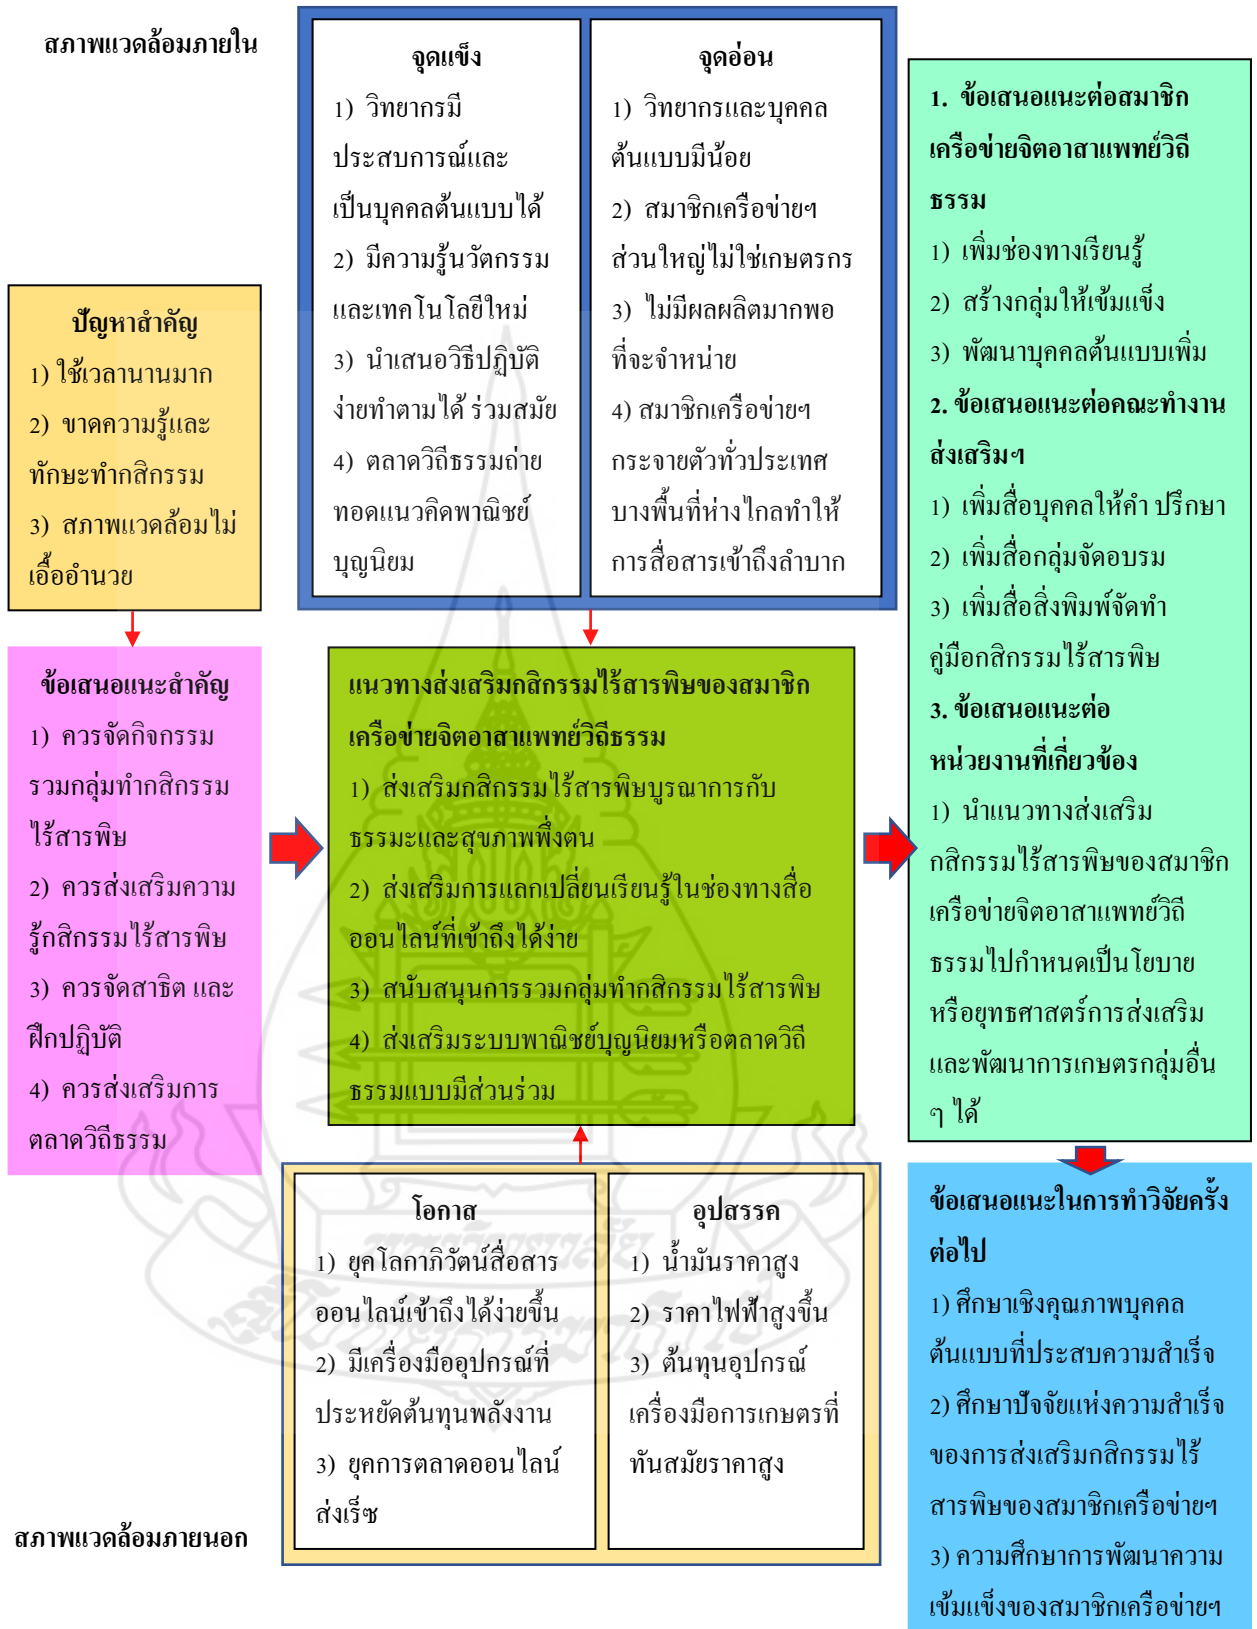 สภาพแวดล้อมภายใน
จุดแข็ง
1) วิทยากรมี
ประสบการณ์และ
เป็นบุคคลต้นแบบได้
2) มีความรู้นวัตกรรม
และเทคโนโลยีใหม่
3) นำเสนอวิธีปฏิบัติ
ง่ายทำตามได้ ร่วมสมัย
4) ตลาดวิถีธรรมถ่าย
ทอดแนวคิดพาณิชย์
บุญนิยม
จุดอ่อน
1) วิทยากรและบุคคล
ต้นแบบมีน้อย
2) สมาชิกเครือข่ายฯ
ส่วนใหญ่ไม่ใช่เกษตรกร
3) ไม่มีผลผลิตมากพอ
ที่จะจำหน่าย
4) สมาชิกเครือข่ายฯ
กระจายตัวทั่วประเทศ
บางพื้นที่ห่างไกลทำให้
การสื่อสารเข้าถึงลำบาก
ปัญหาสำคัญ
1) ใช้เวลานานมาก
2) ขาดความรู้และ
ทักษะทำกสิกรรม
3) สภาพแวดล้อมไม่
เอื้ออำนวย
ข้อเสนอแนะสำคัญ
1) ควรจัดกิจกรรม
รวมกลุ่มทำกสิกรรม
ไร้สารพิษ
2) ควรส่งเสริมความ
รู้กสิกรรมไร้สารพิษ
3) ควรจัดสาธิต และ
ฝึกปฏิบัติ
4) ควรส่งเสริมการ
ตลาดวิถีธรรม
แนวทางส่งเสริมกสิกรรมไร้สารพิษของสมาชิก
เครือข่ายจิตอาสาแพทย์วิถีธรรม
1) ส่งเสริมกสิกรรมไร้สารพิษบูรณาการกับ
ธรรมะและสุขภาพพึ่งตน
2) ส่งเสริมการแลกเปลี่ยนเรียนรู้ในช่องทางสื่อ
ออนไลน์ที่เข้าถึงได้ง่าย
3) สนับสนุนการรวมกลุ่มทำกสิกรรมไร้สารพิษ
4) ส่งเสริมระบบพาณิชย์บุญนิยมหรือตลาดวิถี
ธรรมแบบมีส่วนร่วม
โอกาส
1) ยุคโลกาภิวัตน์สื่อสาร
ออนไลน์เข้าถึงได้ง่ายขึ้น
2) มีเครื่องมืออุปกรณ์ที่
ประหยัดต้นทุนพลังงาน
3) ยุคการตลาดออนไลน์
ส่งเร็ซ
อุปสรรค
1) น้ำมันราคาสูง
2) ราคาไฟฟ้าสูงขึ้น
3) ต้นทุนอุปกรณ์
เครื่องมือการเกษตรที่
ทันสมัยราคาสูง
สภาพแวดล้อมภายนอก
1. ข้อเสนอแนะต่อสมาชิก
เครือข่ายจิตอาสาแพทย์วิถี
ธรรม
1) เพิ่มช่องทางเรียนรู้
2) สร้างกลุ่มให้เข้มแข็ง
3) พัฒนาบุคคลต้นแบบเพิ่ม
2. ข้อเสนอแนะต่อคณะทำงาน
ส่งเสริมฯ
1) เพิ่มสื่อบุคคลให้คำ ปรึกษา
2) เพิ่มสื่อกลุ่มจัดอบรม
3) เพิ่มสื่อสิ่งพิมพ์จัดทำ
คู่มือกสิกรรมไร้สารพิษ
3. ข้อเสนอแนะต่อ
หน่วยงานที่เกี่ยวข้อง
1) นำแนวทางส่งเสริม
กสิกรรมไร้สารพิษของสมาชิก
เครือข่ายจิตอาสาแพทย์วิถี
ธรรมไปกำหนดเป็นโยบาย
หรือยุทธศาสตร์การส่งเสริม
และพัฒนาการเกษตรกลุ่มอื่น
ๆ ได้
ข้อเสนอแนะในการทำวิจัยครั้ง
ต่อไป
1) ศึกษาเชิงคุณภาพบุคคล
ต้นแบบที่ประสบความสำเร็จ
2) ศึกษาปัจจัยแห่งความสำเร็จ
ของการส่งเสริมกสิกรรมไร้
สารพิษของสมาชิกเครือข่ายฯ
3) ความศึกษาการพัฒนาความ
เข้มแข็งของสมาชิกเครือข่ายฯ